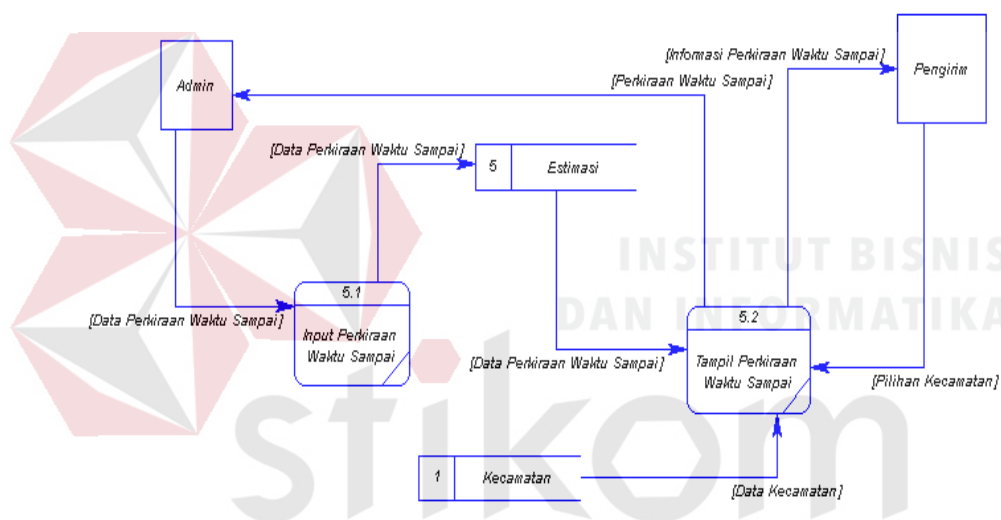 [Informasi Perkiraan Waktu Sampai]
Pengirim
[Perkiraan Waktu Sampai]
Admin
[Data Perkiraan Waktu Sampai]
5
Estimasi
INSTITUT BISNIS
DAN INFORMATIKA
5.1
[Data Perkiraan Waktu Sampai]
Input Perkiraan
Waktu Sampai
5.2
[Data Perkiraan Waktu Sampai]
Tampil Perkiraan
Waktu Sampai
[Pilihan Kecamatan]
stikom
1
Kecamatan
[Data Kecamatan]